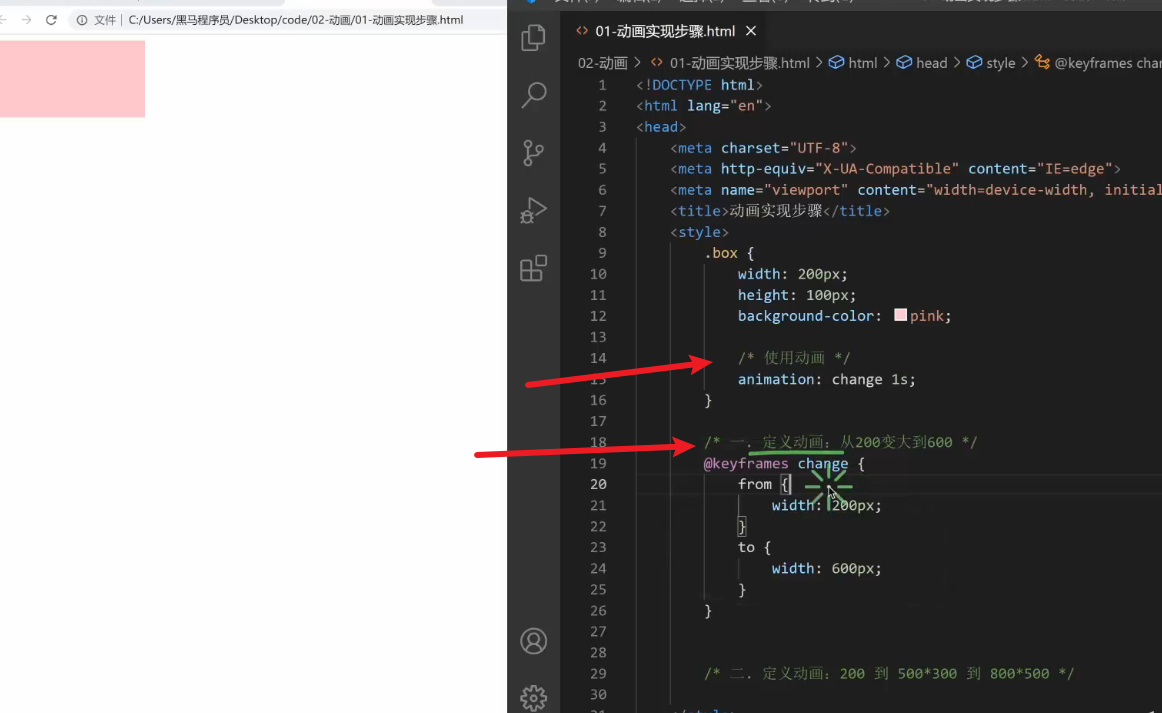 文件 C:/Users/黑马程序员/Desktop/code/02-动画/01-动画实现步骤.html
01-动画实现步骤.html
02-动画 > 01-动画实现步骤.html > html > head > style > @keyframes
1 <!DOCTYPE html>
2 <html lang="en">
3 <head>
4 <meta charset="UTF-8">
5 <meta http-equiv="X-UA-Compatible" content="IE=edge">
6 <meta name="viewport" content="width=device-width, initial
7 <title>动画实现步骤</title>
8 <style>
9 .box {
10 width: 200px;
11 height: 100px;
12 background-color: pink;
13
14 /* 使用动画 */
15 animation: change 1s;
16 }
17
18 /* 一. 定义动画：从200变大到600 */
19 @keyframes change {
20 from {
21 width: 200px;
22 }
23 to {
24 width: 600px;
25 }
26 }
27
28
29 /* 二. 定义动画：200 到 500*300 到 800*500 */
30